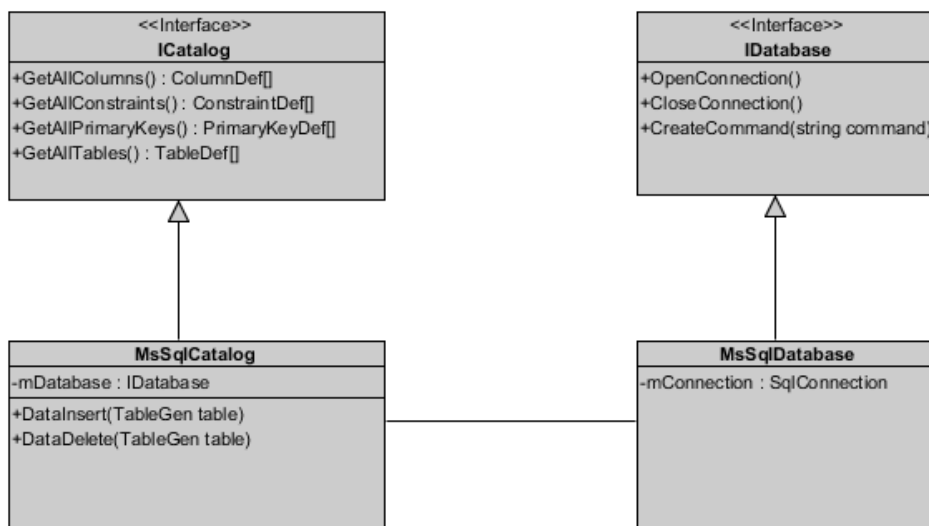 <<Interface>>
ICatalog
+GetAllColumns() : ColumnDef[]
+GetAllConstraints() : ConstraintDef[]
+GetAllPrimaryKeys() : PrimaryKeyDef[]
+GetAllTables() : TableDef[]
<<Interface>>
IDatabase
+OpenConnection()
+CloseConnection()
+CreateCommand(string command)
MsSqlCatalog
-mDatabase : IDatabase
+DataInsert(TableGen table)
+DataDelete(TableGen table)
MsSqlDatabase
-mConnection : SqlConnection